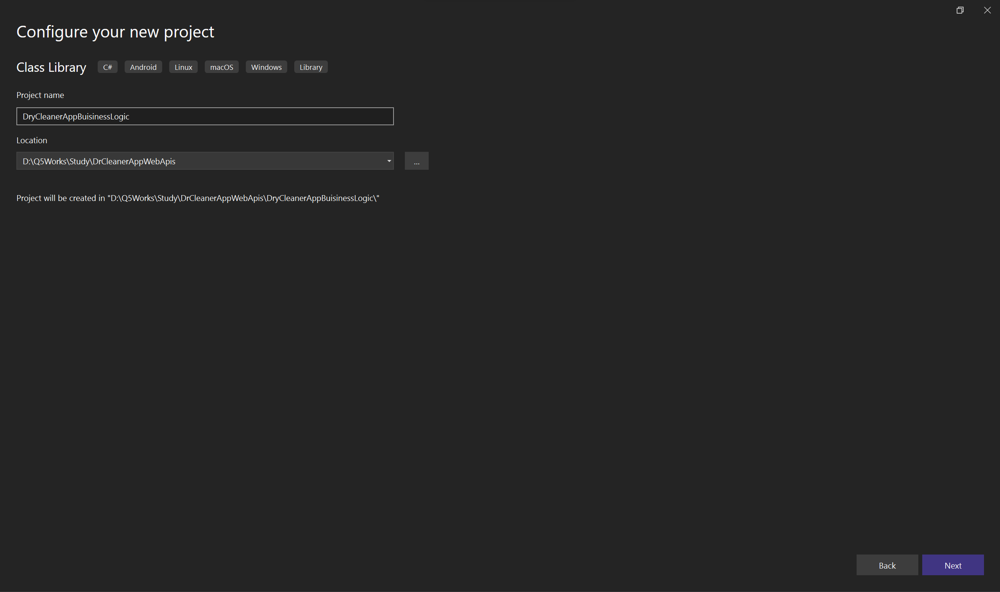 Configure your new project
Class Library C# Android Linux macOS Windows Library
Project name
DryCleanerAppBuisinessLogic
Location
D:\Q5Works\Study\DrCleanerAppWebApis
...
Project will be created in "D:\Q5Works\Study\DrCleanerAppWebApis\DryCleanerAppBuisinessLogic\"
Back Next